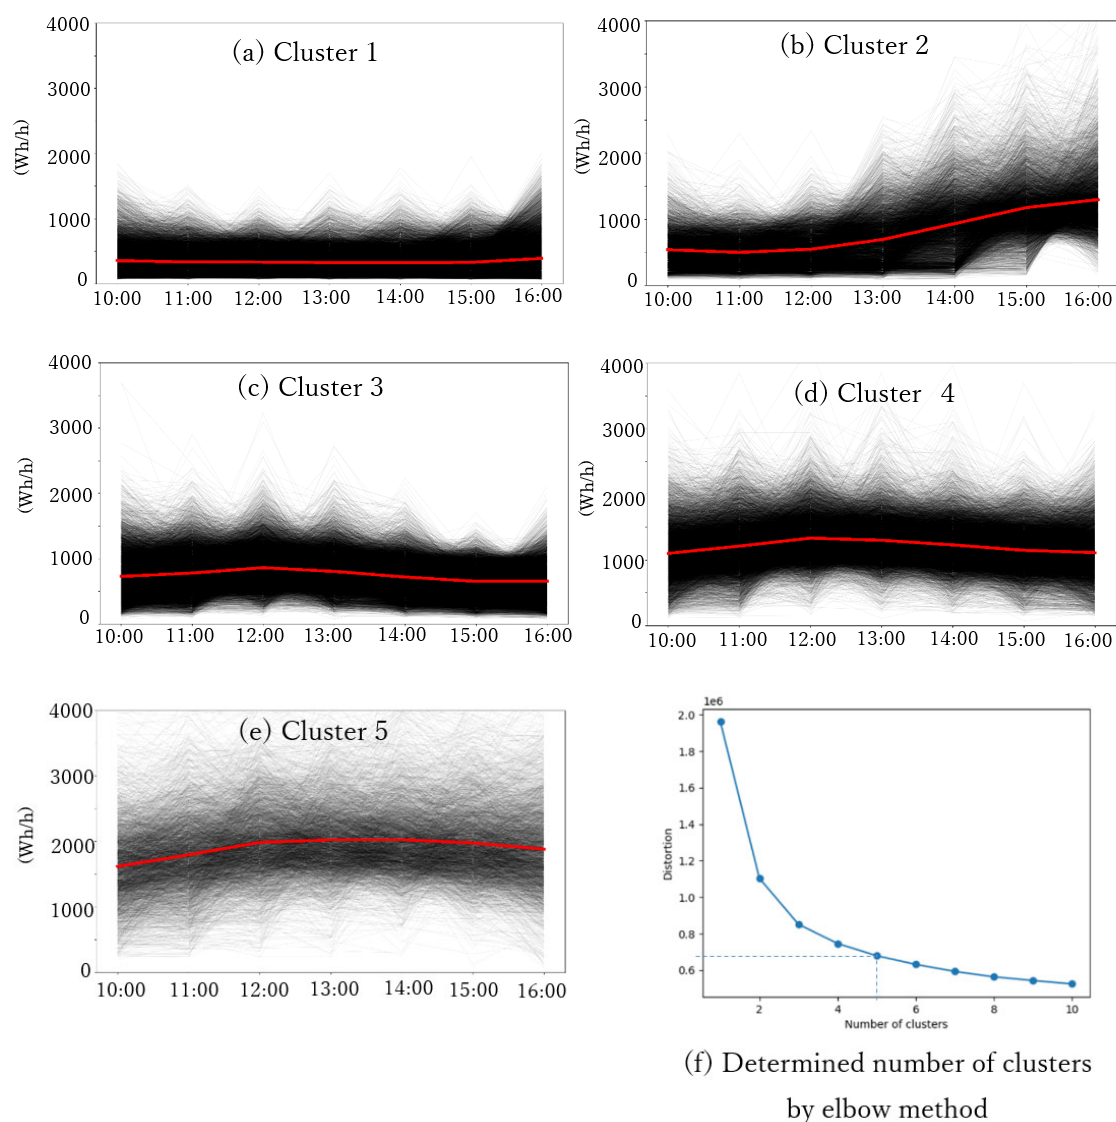 (a) Cluster 1
4000
3000
2000
1000
0
(Wh/h)
10:00 11:00 12:00 13:00 14:00 15:00 16:00
(b) Cluster 2
4000
3000
2000
1000
0
(Wh/h)
10:00 11:00 12:00 13:00 14:00 15:00 16:00
(c) Cluster 3
4000
3000
2000
1000
0
(Wh/h)
10:00 11:00 12:00 13:00 14:00 15:00 16:00
(d) Cluster 4
4000
3000
2000
1000
0
(Wh/h)
10:00 11:00 12:00 13:00 14:00 15:00 16:00
(e) Cluster 5
4000
3000
2000
1000
0
(Wh/h)
10:00 11:00 12:00 13:00 14:00 15:00 16:00
1e6
2.0
1.8
1.6
1.4
1.2
1.0
0.8
0.6
Distortion
2 4 6 8 10
Number of clusters
(f) Determined number of clusters
by elbow method